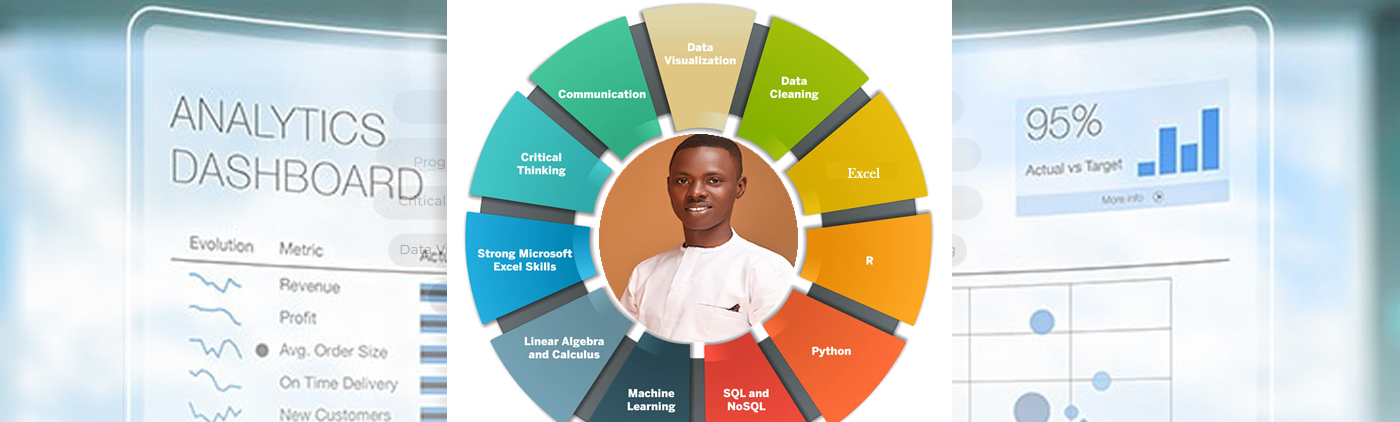 ANALYTICS
DASHBOARD
Evolution Metric
Revenue
Profit
Avg. Order Size
On Time Delivery
New Customers
Prog
Critical
Data V
Data
Visualization
Data
Cleaning
Excel
R
Python
SQL and
NoSQL
Machine
Learning
Linear Algebra
and Calculus
Strong Microsoft
Excel Skills
Critical
Thinking
Communication
95%
Actual vs Target
More info
g